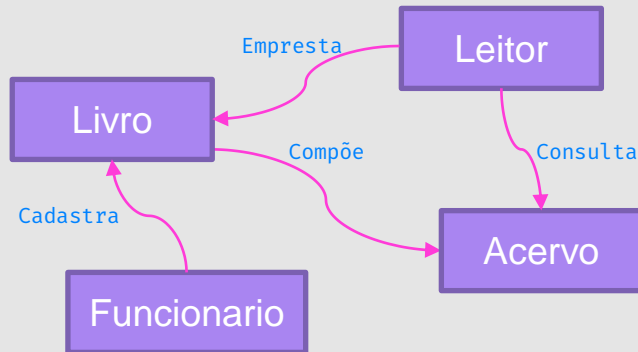 Empresta
Leitor
Livro
Compõe
Consulta
Cadastra
Acervo
Funcionario